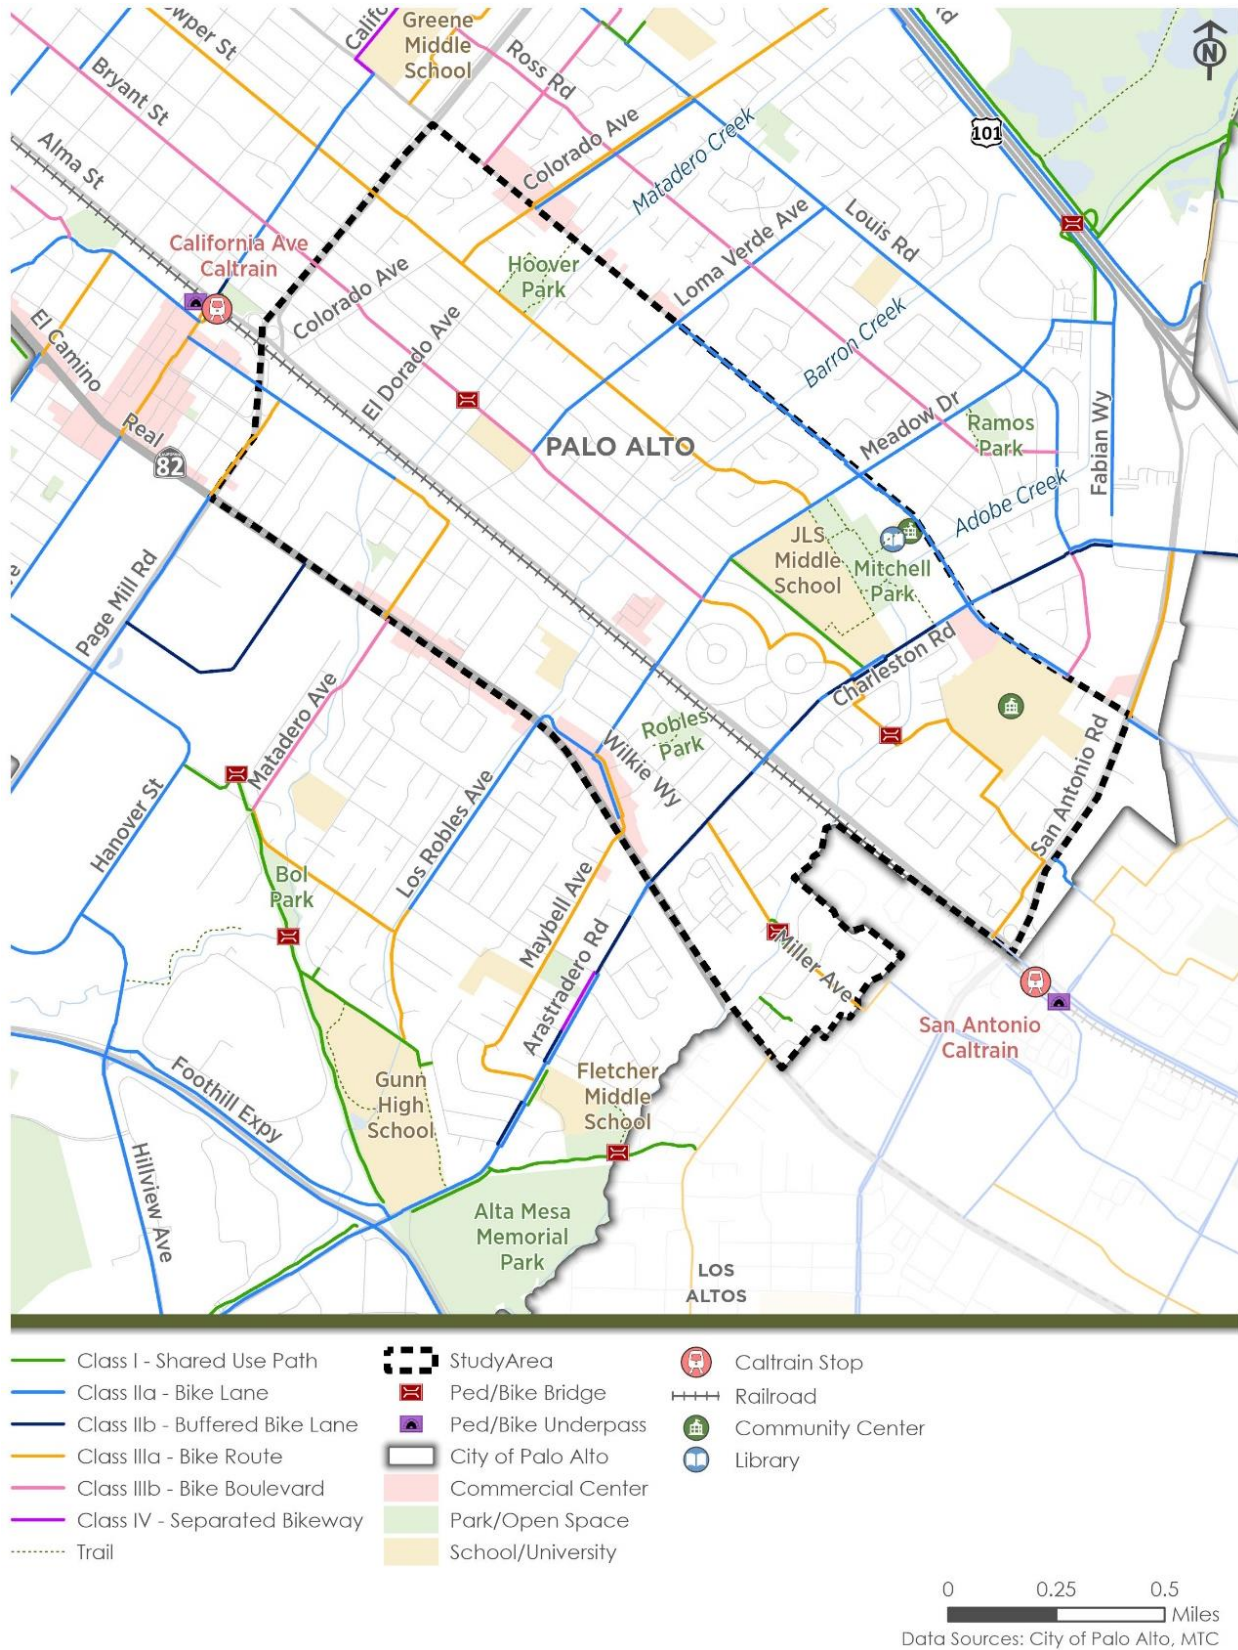 Greene
Middle
School
Ross Rd
Bryant St
Alma St
Colorado Ave
Matadero Creek
101
Louis Rd
California Ave
Caltrain
Hoover
Park
Loma Verde Ave
Colorado Ave
El Dorado Ave
Barron Creek
El Camino
Real
82
PALO ALTO
Meadow Dr
Ramos
Park
Fabian Wy
Adobe Creek
JLS
Middle
School
Mitchell
Park
Page Mill Rd
Charleston Rd
Matadero Ave
Robles
Park
Wilkie Wy
San Antonio Rd
Hanover St
Los Robles Ave
Bol
Park
Maybell Ave
Arastradero Rd
Miller Ave
San Antonio
Caltrain
Foothill Expy
Gunn
High
School
Fletcher
Middle
School
Hillview Ave
Alta Mesa
Memorial
Park
LOS
ALTOS
N
Class I - Shared Use Path
Class IIa - Bike Lane
Class IIb - Buffered Bike Lane
Class IIIa - Bike Route
Class IIIb - Bike Boulevard
Class IV - Separated Bikeway
Trail
StudyArea
Ped/Bike Bridge
Ped/Bike Underpass
City of Palo Alto
Commercial Center
Park/Open Space
School/University
Caltrain Stop
Railroad
Community Center
Library
0 0.25 0.5
Miles
Data Sources: City of Palo Alto, MTC